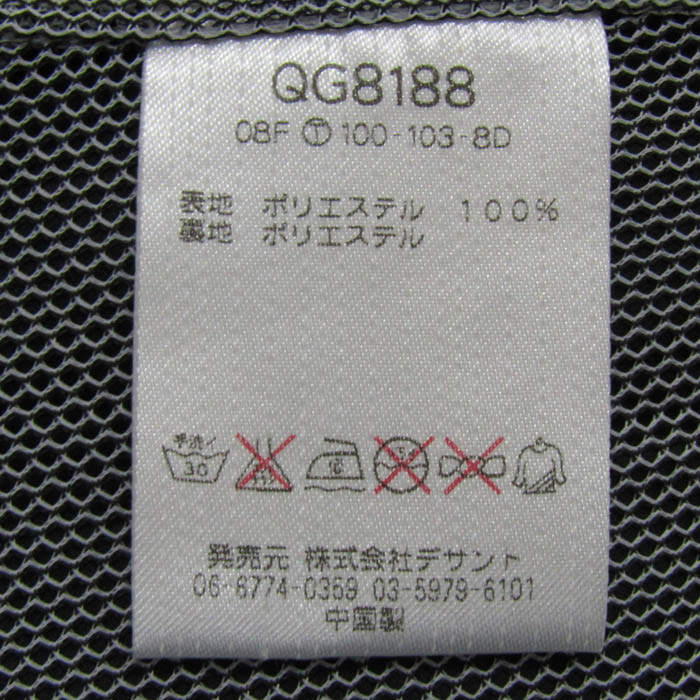 QG8188
08F Ⓣ 100-103-8D
表地 ポリエステル 100%
裏地 ポリエステル
手洗イ
30
発売元 株式会社デサント
06-6774-0359 03-5979-6101
中国製